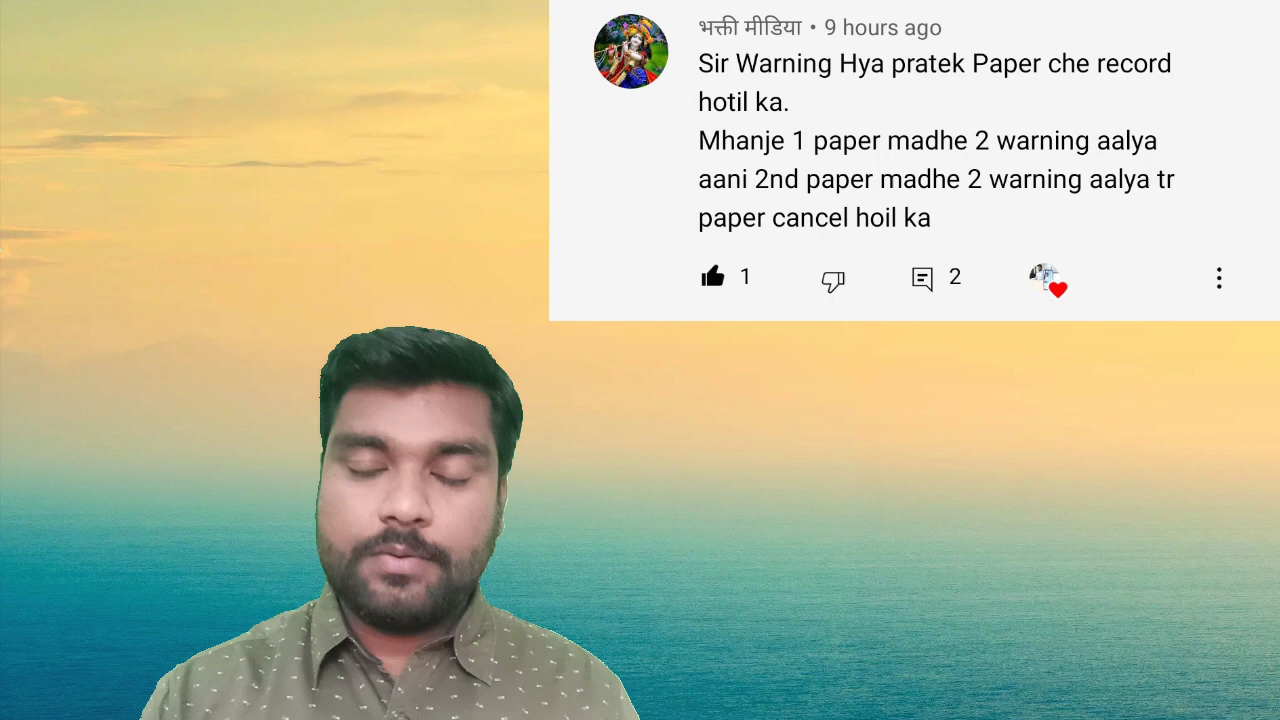 भक्ती मीडिया • 9 hours ago
Sir Warning Hya pratek Paper che record
hotil ka.
Mhanje 1 paper madhe 2 warning aalya
aani 2nd paper madhe 2 warning aalya tr
paper cancel hoil ka
1 2